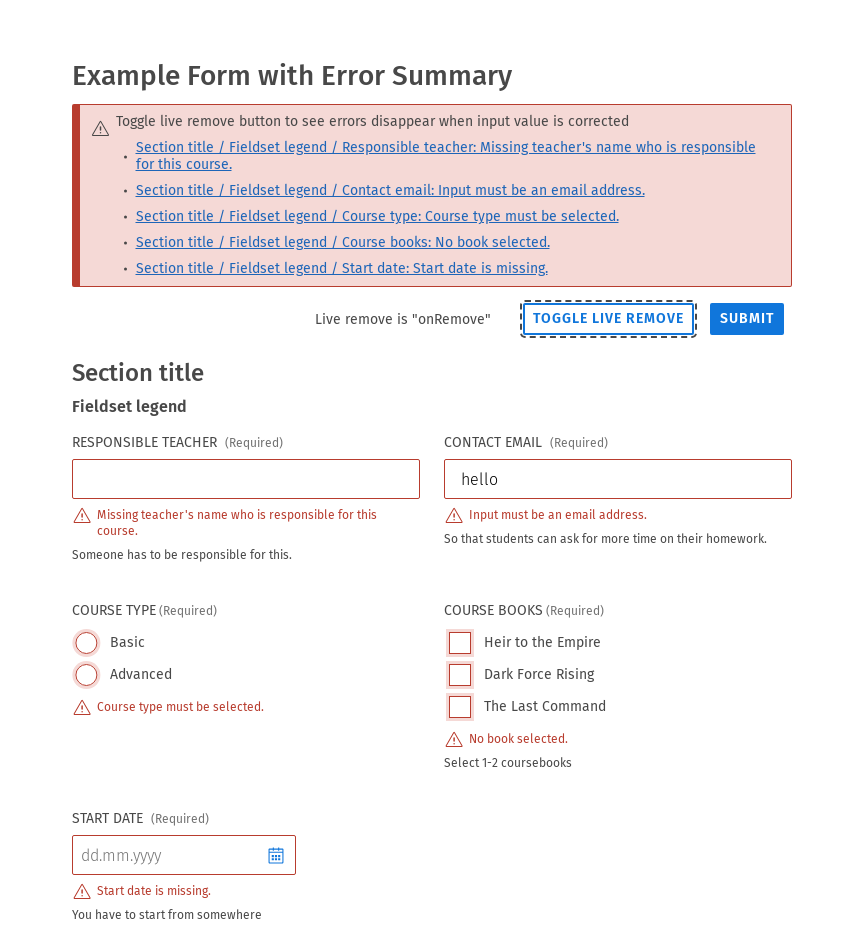 Example Form with Error Summary
Toggle live remove button to see errors disappear when input value is corrected
• Section title / Fieldset legend / Responsible teacher: Missing teacher's name who is responsible
for this course.
• Section title / Fieldset legend / Contact email: Input must be an email address.
• Section title / Fieldset legend / Course type: Course type must be selected.
• Section title / Fieldset legend / Course books: No book selected.
• Section title / Fieldset legend / Start date: Start date is missing.
Live remove is "onRemove" TOGGLE LIVE REMOVE SUBMIT
Section title
Fieldset legend
RESPONSIBLE TEACHER (Required)
Missing teacher's name who is responsible for this
course.
Someone has to be responsible for this.
CONTACT EMAIL (Required)
hello
Input must be an email address.
So that students can ask for more time on their homework.
COURSE TYPE (Required)
Basic
Advanced
Course type must be selected.
COURSE BOOKS (Required)
Heir to the Empire
Dark Force Rising
The Last Command
No book selected.
Select 1-2 coursebooks
START DATE (Required)
dd.mm.yyyy
Start date is missing.
You have to start from somewhere